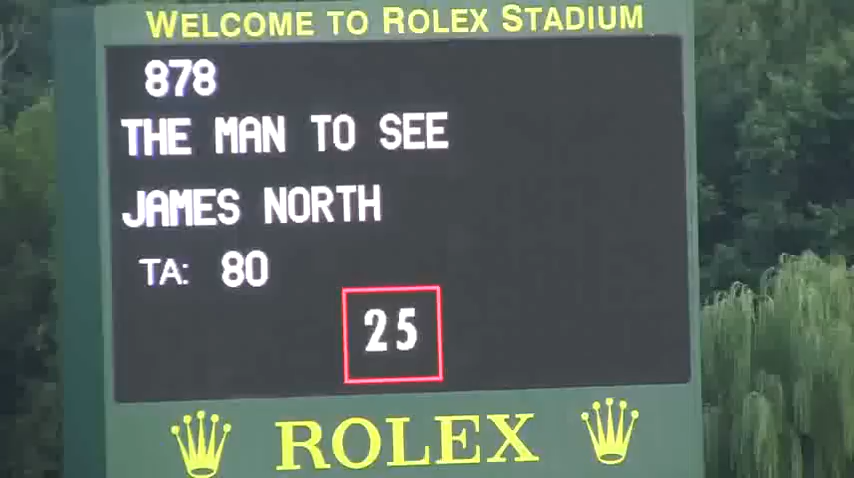 WELCOME TO ROLEX STADIUM
878
THE MAN TO SEE
JAMES NORTH
TA: 80
25
ROLEX